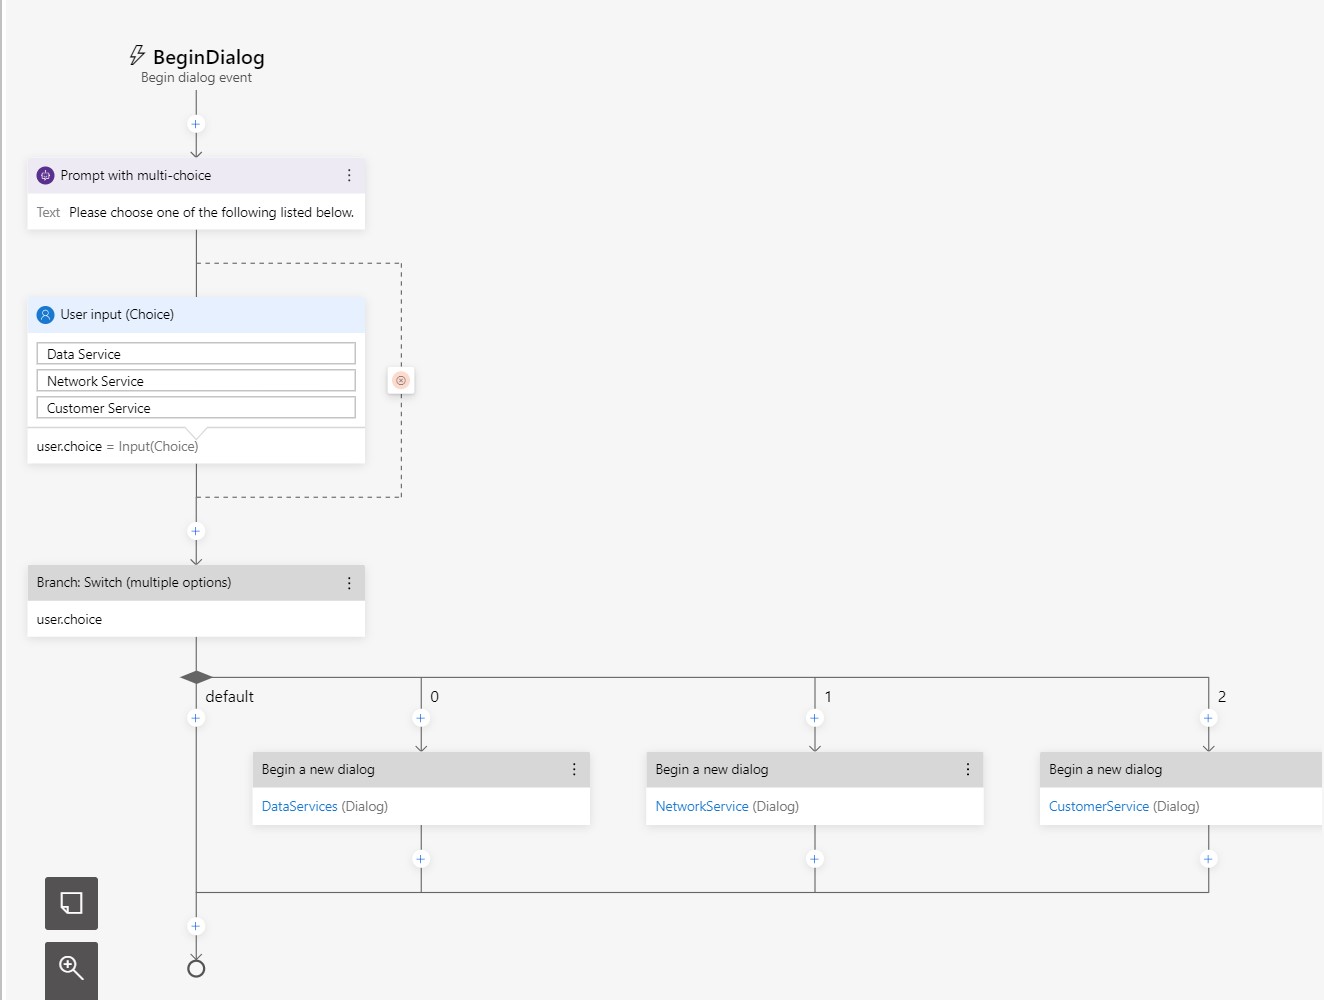 BeginDialog
Begin dialog event
Prompt with multi-choice
Text Please choose one of the following listed below.
User input (Choice)
Data Service
Network Service
Customer Service
user.choice = Input(Choice)
Branch: Switch (multiple options)
user.choice
default 0 1 2
Begin a new dialog Begin a new dialog Begin a new dialog
DataServices (Dialog) NetworkService (Dialog) CustomerService (Dialog)